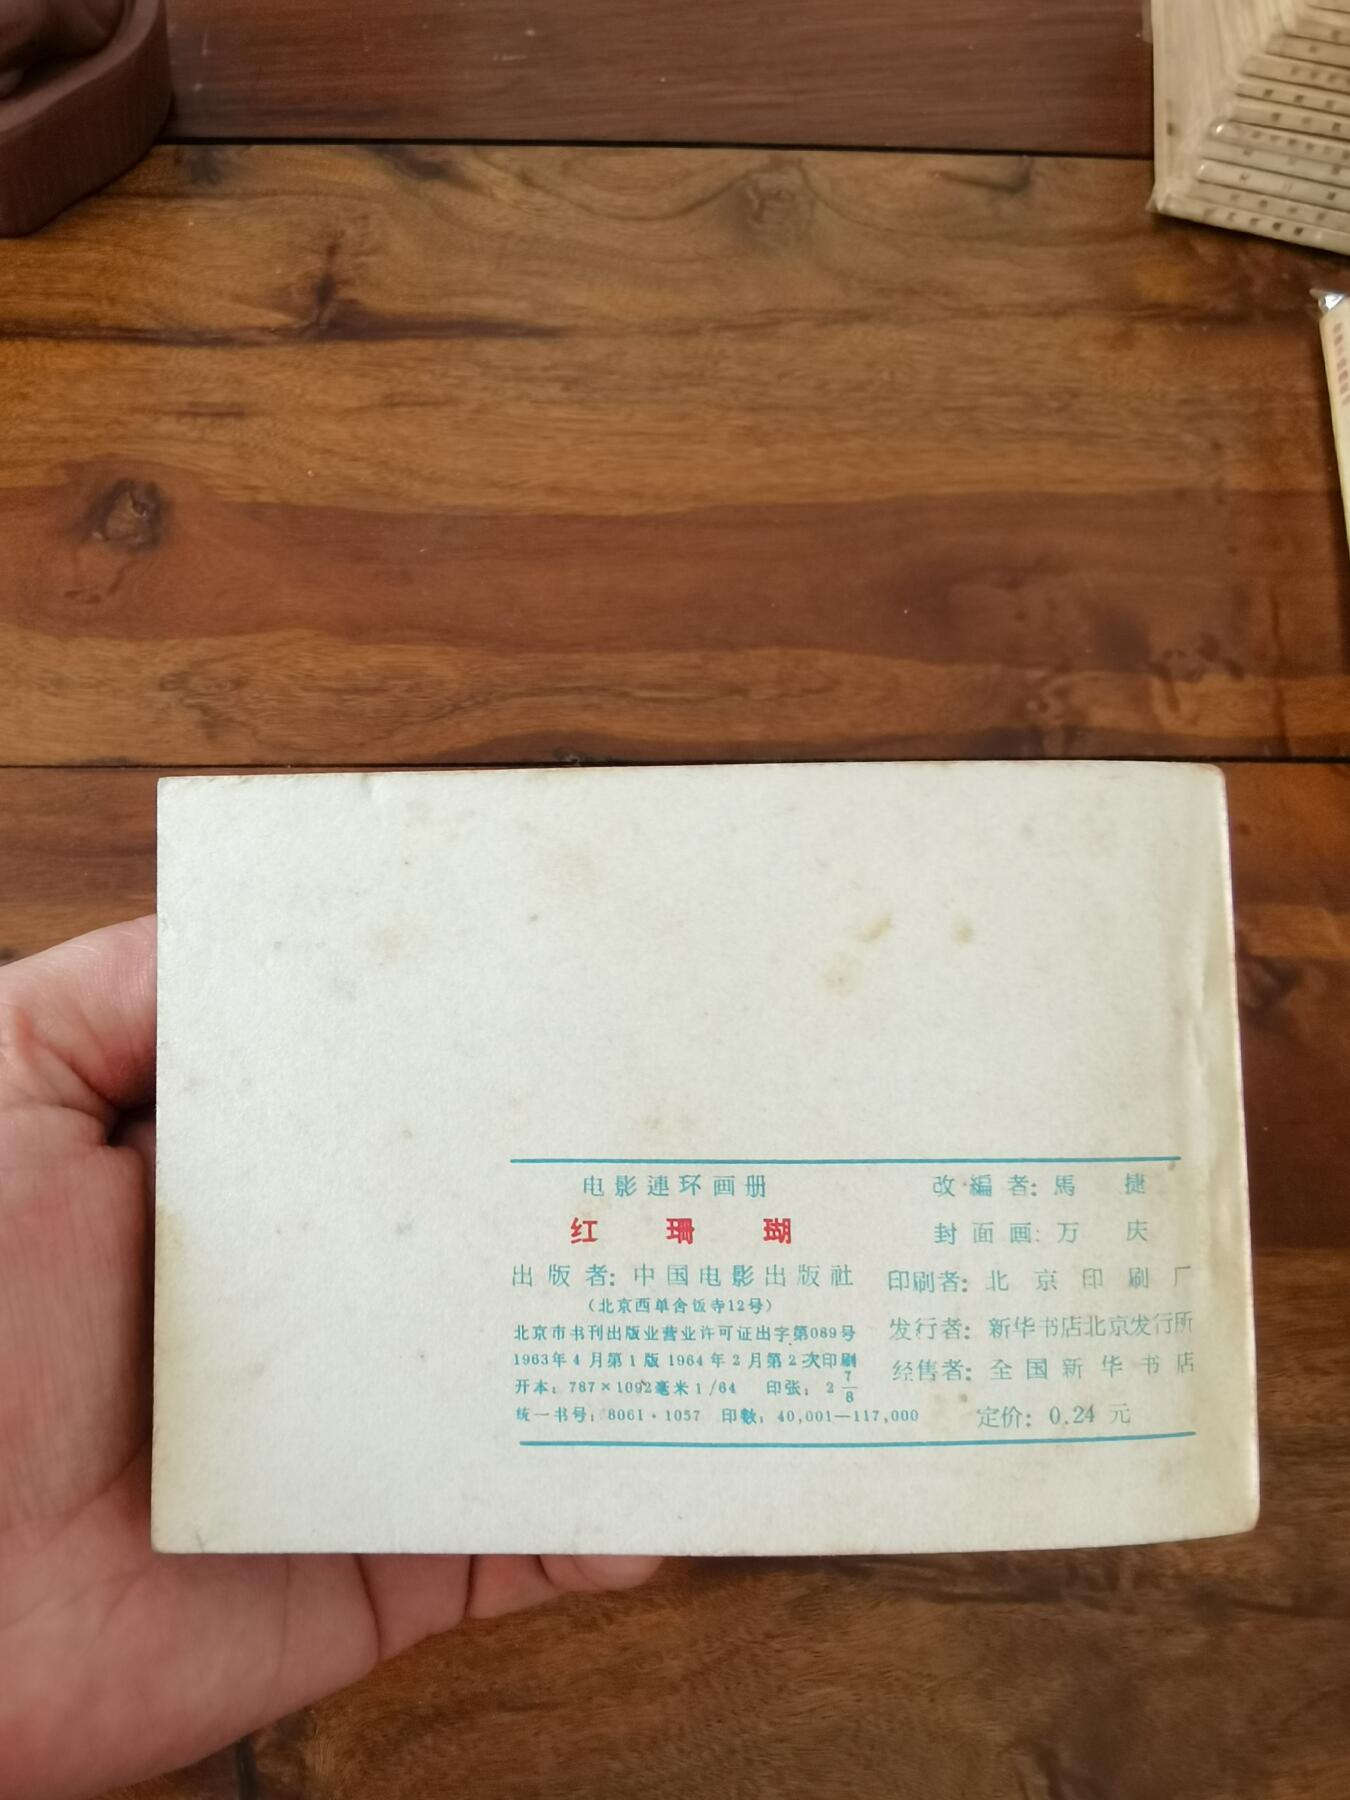 电影連环画册
红珊瑚
出版者：中国电影出版社
（北京西单舍饭寺12号）
北京市书刊出版业营业许可证出字第089号
1963年4月第1版 1964年2月第2次印刷
开本：787×1092毫米1/64 印张：2 7/8
统一书号：8061·1057 印数：40,001—117,000
改編者：馬捷
封面画：万庆
印刷者：北京印刷厂
发行者：新华书店北京发行所
经售者：全国新华书店
定价：0.24元